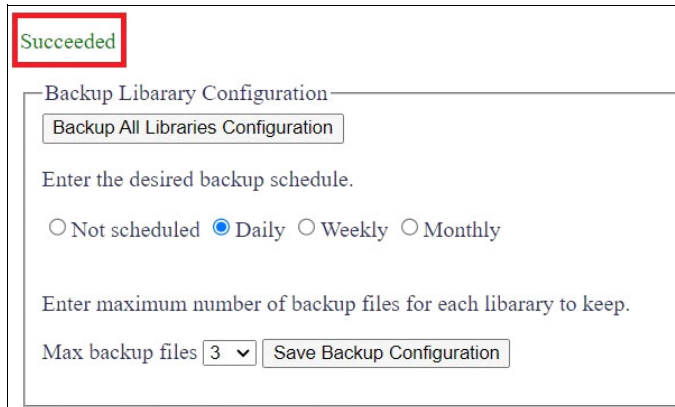 Succeeded
Backup Libarary Configuration
Backup All Libraries Configuration
Enter the desired backup schedule.
Not scheduled Daily Weekly Monthly
Enter maximum number of backup files for each libarary to keep.
Max backup files 3 Save Backup Configuration